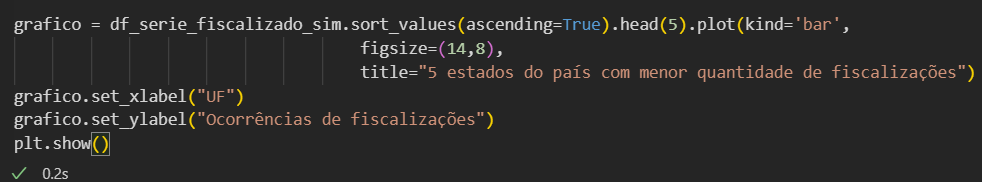 grafico = df_serie_fiscalizado_sim.sort_values(ascending=True).head(5).plot(kind='bar',
figsize=(14,8),
title="5 estados do país com menor quantidade de fiscalizações")
grafico.set_xlabel("UF")
grafico.set_ylabel("Ocorrências de fiscalizações")
plt.show()
0.2s